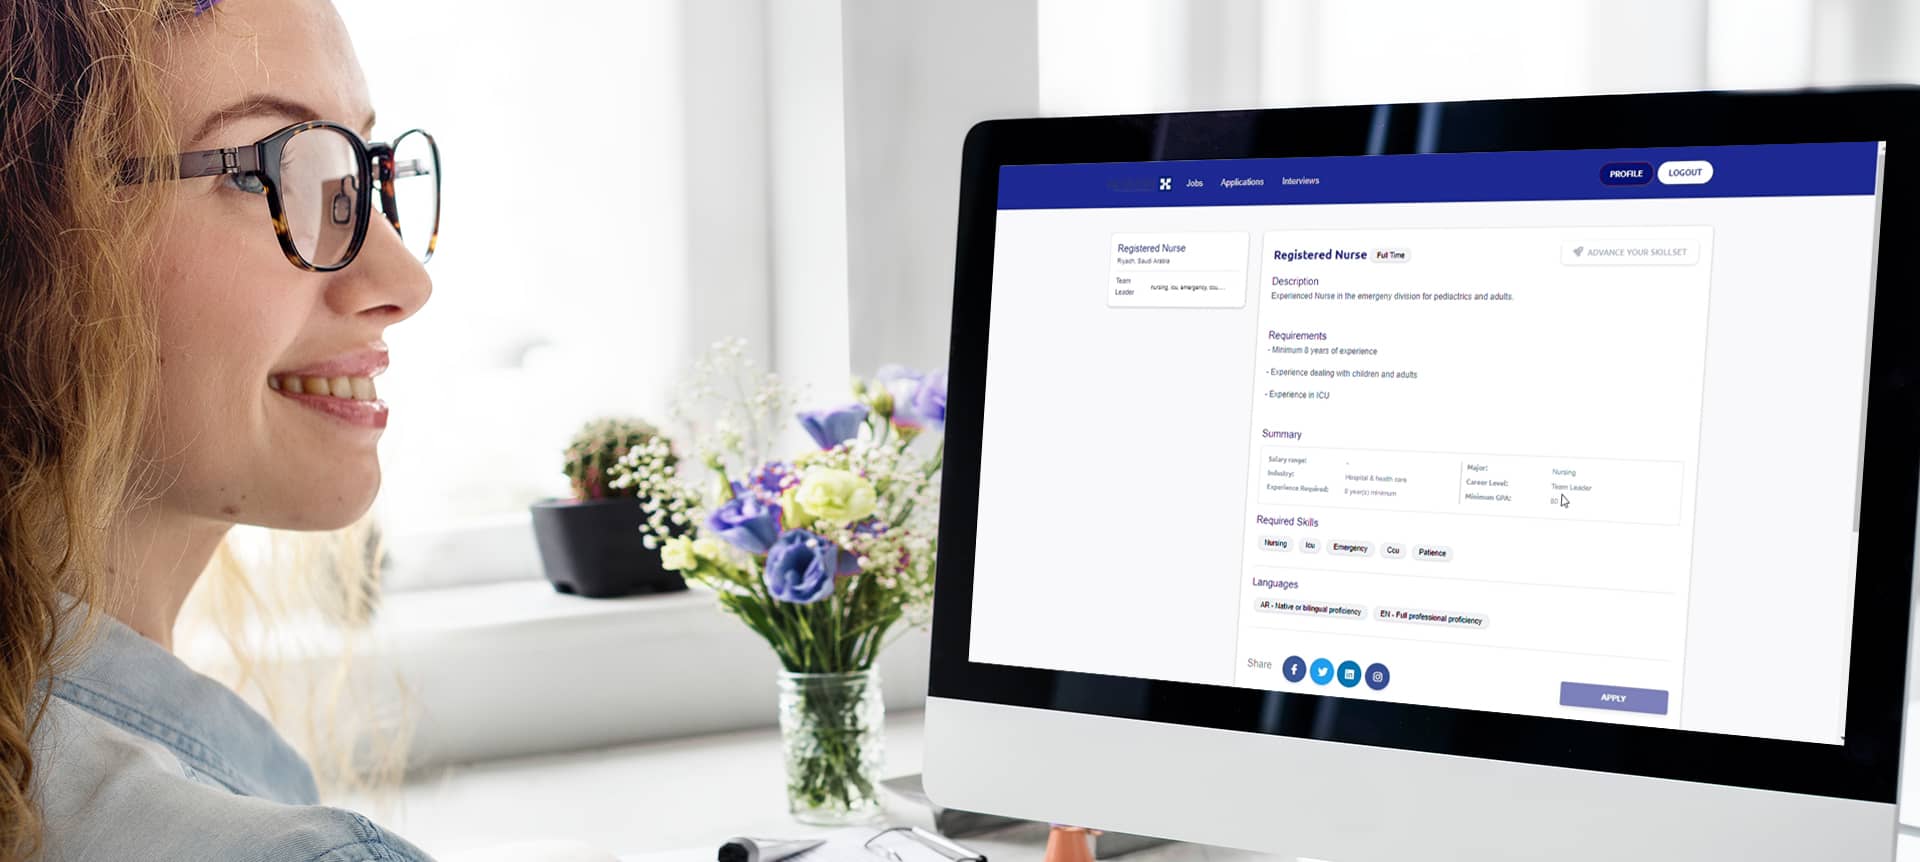 Jobs Applications Interviews PROFILE LOGOUT
Registered Nurse
Riyadh, Saudi Arabia
Team Leader
nursing, icu, emergency, ccu,...
Registered Nurse Full Time
ADVANCE YOUR SKILLSET
Description
Experienced Nurse in the emergeny division for pediactrics and adults.
Requirements
- Minimum 8 years of experience
- Experience dealing with children and adults
- Experience in ICU
Summary
Salary range: -
Industry: Hospital & health care
Experience Required: 8 year(s) minimum
Major: Nursing
Career Level: Team Leader
Minimum GPA: 80
Required Skills
Nursing Icu Emergency Ccu Patience
Languages
AR - Native or bilingual proficiency EN - Full professional proficiency
Share
APPLY